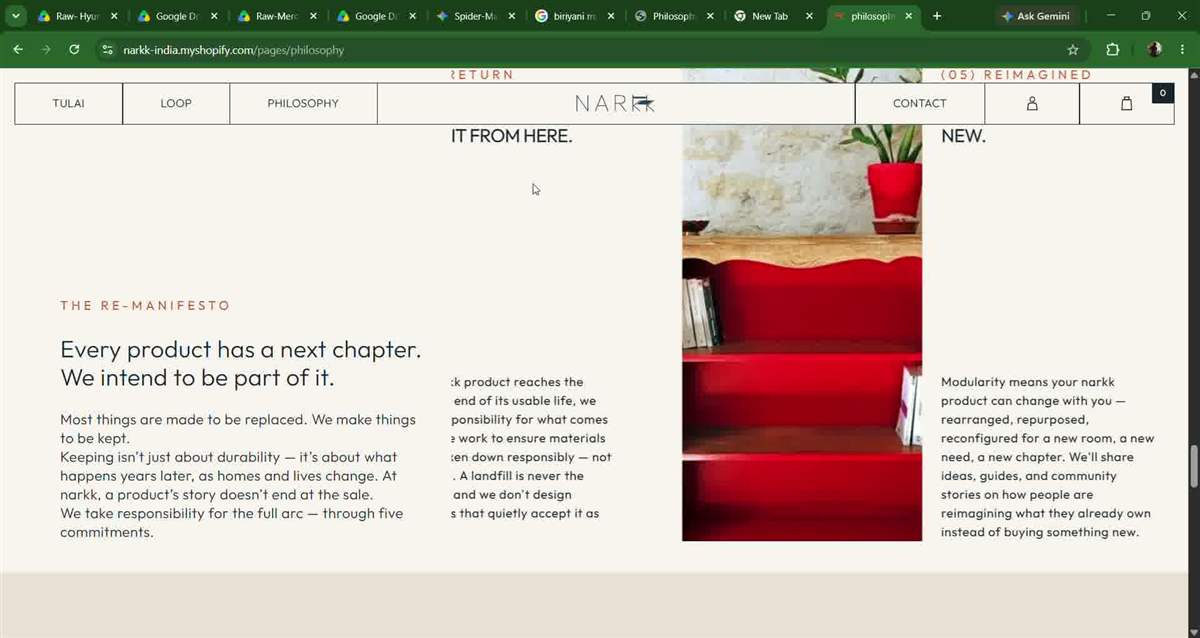 Raw- Hyu
Google Dr
Raw-Merc
Google Dr
Spider-Ma
biriyani m
Philosoph
New Tab
philosoph
Ask Gemini
narkk-india.myshopify.com/pages/philosophy
RETURN
(05) REIMAGINED
TULAI
LOOP
PHILOSOPHY
NARKK
CONTACT
0
IT FROM HERE.
NEW.
THE RE-MANIFESTO
Every product has a next chapter.
We intend to be part of it.
Most things are made to be replaced. We make things
to be kept.
Keeping isn't just about durability — it's about what
happens years later, as homes and lives change. At
narkk, a product's story doesn't end at the sale.
We take responsibility for the full arc — through five
commitments.
kk product reaches the
end of its usable life, we
ponsibility for what comes
e work to ensure materials
ken down responsibly — not
. A landfill is never the
and we don't design
s that quietly accept it as
Modularity means your narkk
product can change with you —
rearranged, repurposed,
reconfigured for a new room, a new
need, a new chapter. We'll share
ideas, guides, and community
stories on how people are
reimagining what they already own
instead of buying something new.